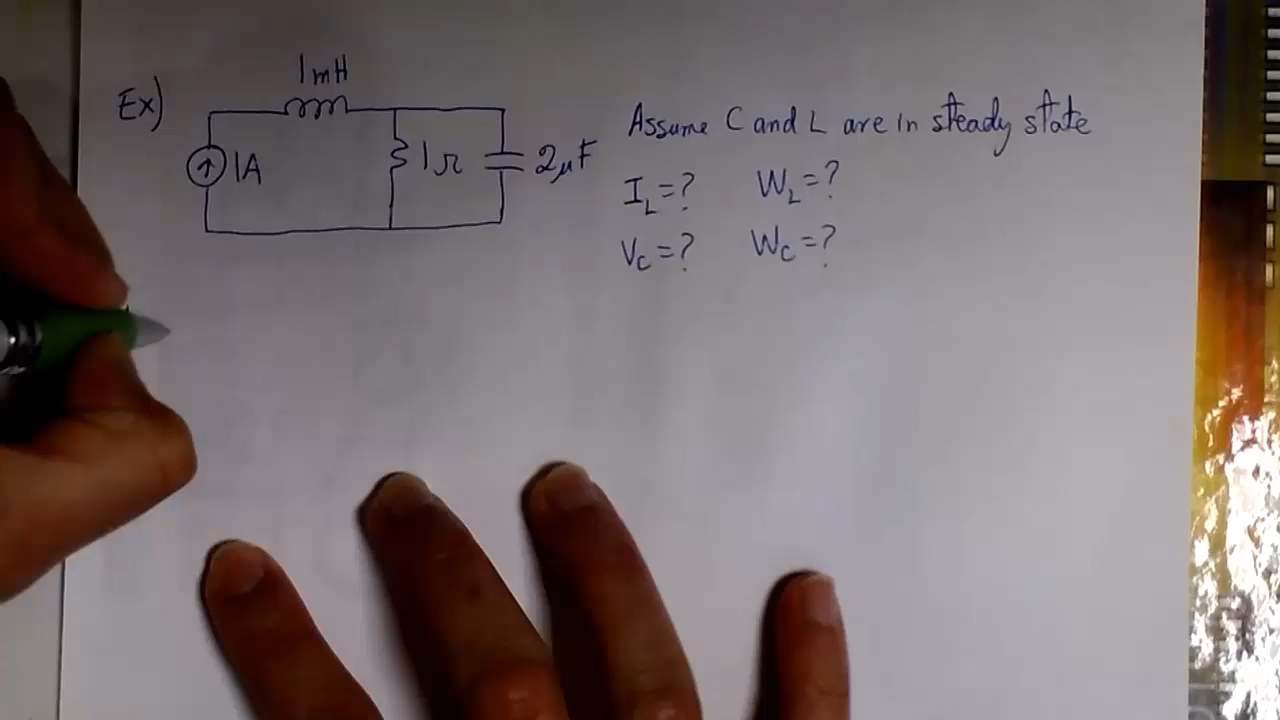 Ex)
1mH
1A
1Ω
2μF
Assume C and L are in steady state
I_L=? W_L=?
V_C=? W_C=?